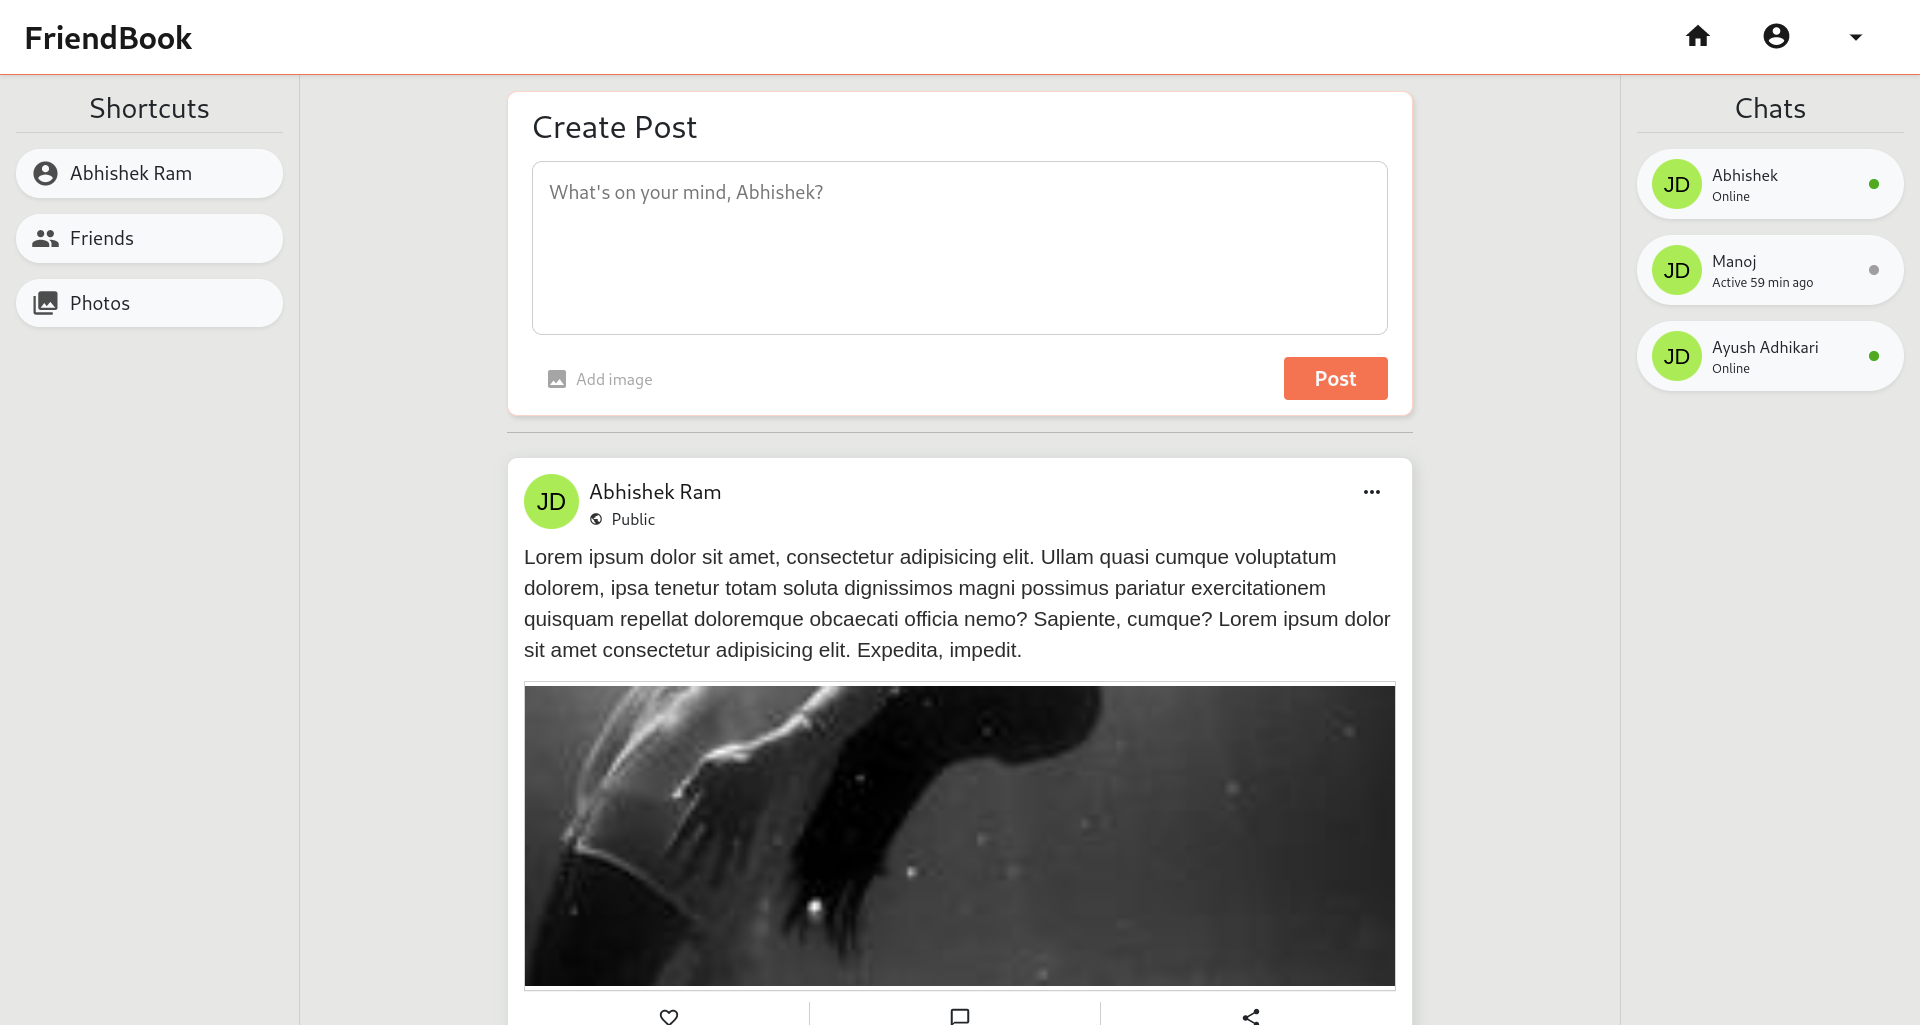 FriendBook
Shortcuts
Abhishek Ram
Friends
Photos
Create Post
What's on your mind, Abhishek?
Add image
Post
JD
Abhishek Ram
Public
Lorem ipsum dolor sit amet, consectetur adipisicing elit. Ullam quasi cumque voluptatum
dolorem, ipsa tenetur totam soluta dignissimos magni possimus pariatur exercitationem
quisquam repellat doloremque obcaecati officia nemo? Sapiente, cumque? Lorem ipsum dolor
sit amet consectetur adipisicing elit. Expedita, impedit.
Chats
JD
Abhishek
Online
JD
Manoj
Active 59 min ago
JD
Ayush Adhikari
Online